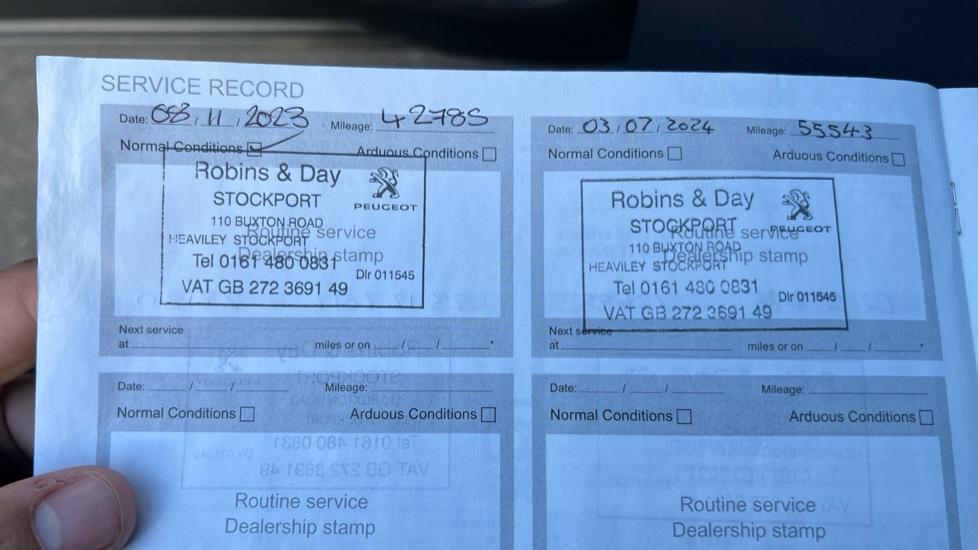 SERVICE RECORD
Date: 08 / 11 / 2023 Mileage: 42785
Normal Conditions Arduous Conditions
Robins & Day
STOCKPORT
PEUGEOT
110 BUXTON ROAD
HEAVILEY STOCKPORT
Routine service
Tel 0161 480 0831
Dealership stamp
Dlr 011545
VAT GB 272 3691 49
Next service
at miles or on / / *
Date: 03 / 07 / 2024 Mileage: 55543
Normal Conditions Arduous Conditions
Robins & Day
STOCKPORT
PEUGEOT
Routine service
110 BUXTON ROAD
Dealership stamp
HEAVILEY STOCKPORT
Tel 0161 480 0831
Dlr 011545
VAT GB 272 3691 49
Next service
at miles or on / / *
Date: / / Mileage:
Normal Conditions Arduous Conditions
Routine service
Dealership stamp
Date: / / Mileage:
Normal Conditions Arduous Conditions
Routine service
Dealership stamp